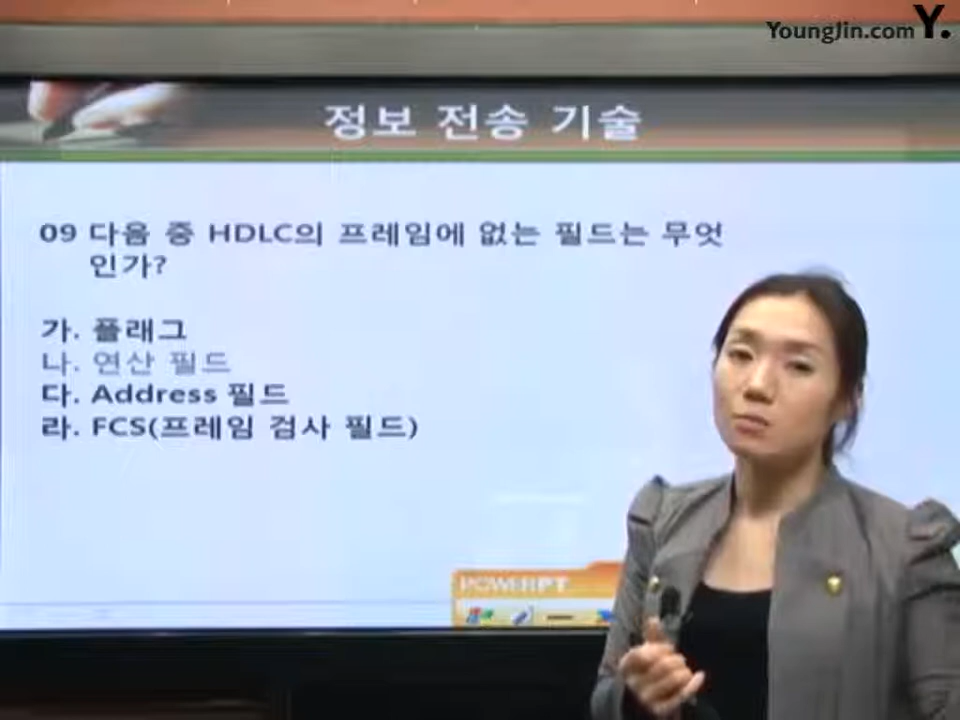 YoungJin.com Y.
정보 전송 기술
09 다음 중 HDLC의 프레임에 없는 필드는 무엇
인가?
가. 플래그
나. 연산 필드
다. Address 필드
라. FCS(프레임 검사 필드)
POWERPT